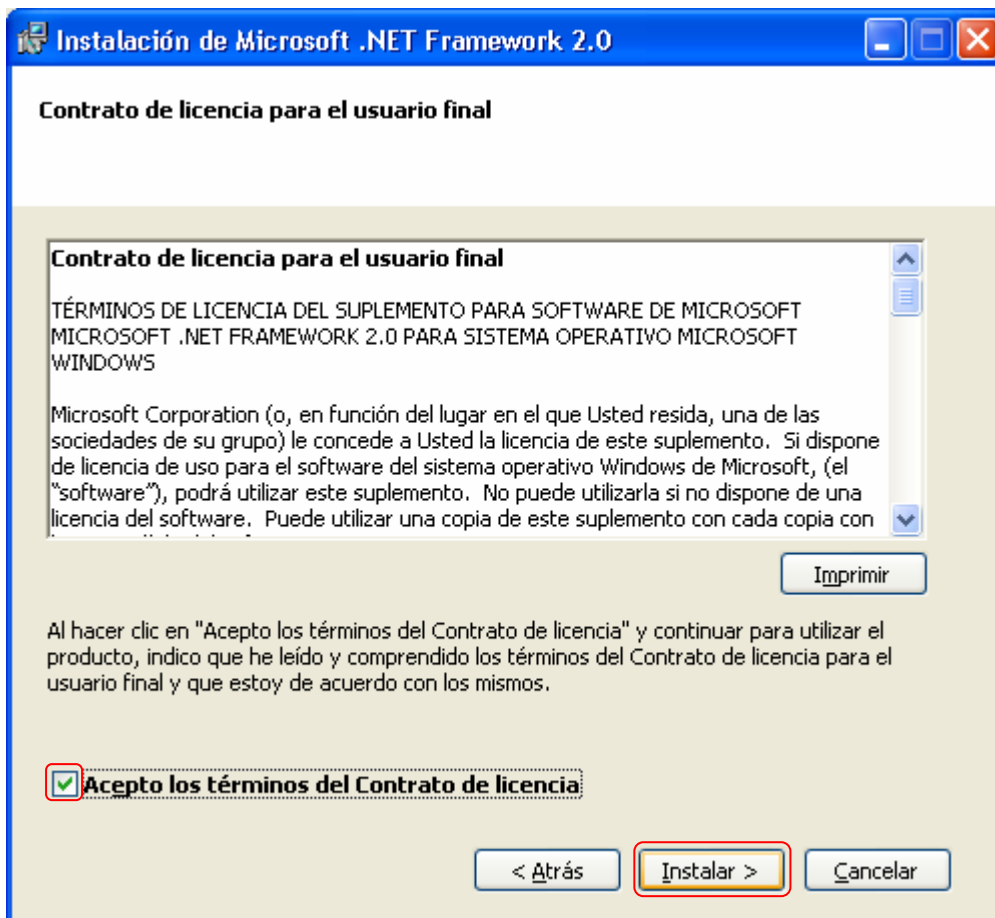 Instalación de Microsoft .NET Framework 2.0
Contrato de licencia para el usuario final
Contrato de licencia para el usuario final
TÉRMINOS DE LICENCIA DEL SUPLEMENTO PARA SOFTWARE DE MICROSOFT
MICROSOFT .NET FRAMEWORK 2.0 PARA SISTEMA OPERATIVO MICROSOFT
WINDOWS
Microsoft Corporation (o, en función del lugar en el que Usted resida, una de las
sociedades de su grupo) le concede a Usted la licencia de este suplemento.  Si dispone
de licencia de uso para el software del sistema operativo Windows de Microsoft, (el
“software”), podrá utilizar este suplemento.  No puede utilizarla si no dispone de una
licencia del software.  Puede utilizar una copia de este suplemento con cada copia con
Imprimir
Al hacer clic en "Acepto los términos del Contrato de licencia" y continuar para utilizar el
producto, indico que he leído y comprendido los términos del Contrato de licencia para el
usuario final y que estoy de acuerdo con los mismos.
Acepto los términos del Contrato de licencia
< Atrás
Instalar >
Cancelar